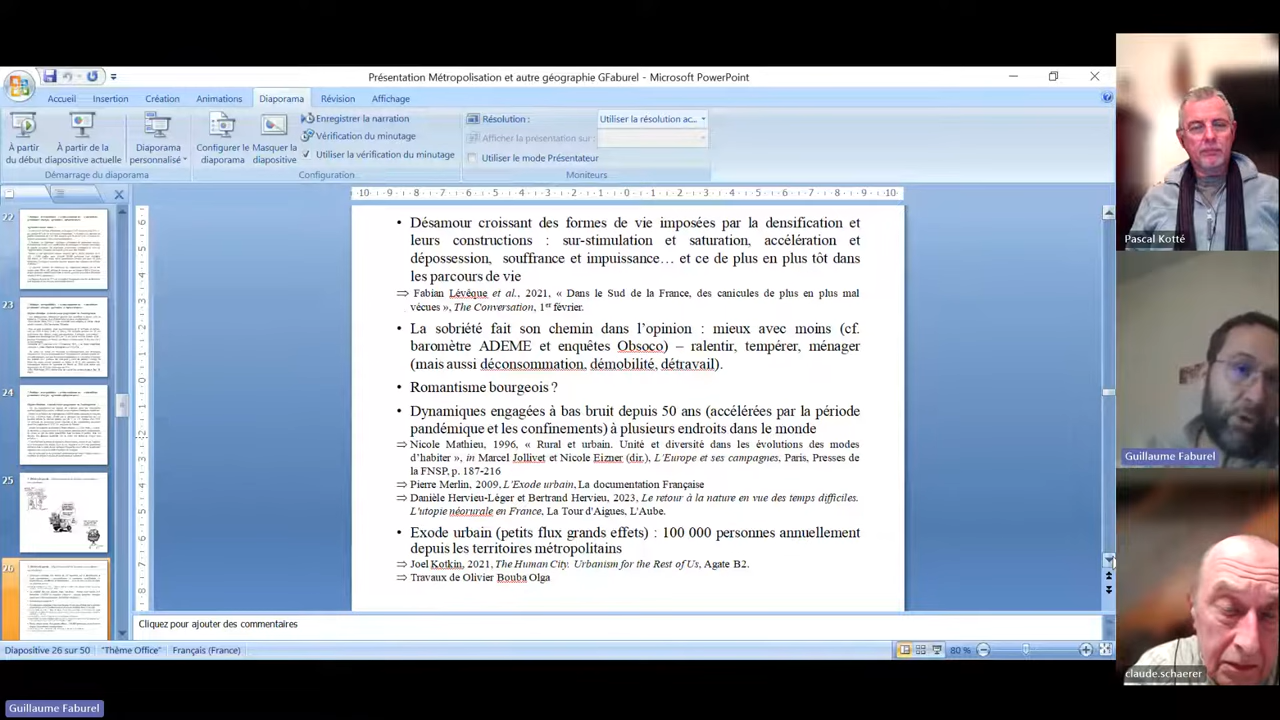 Présentation Métropolisation et autre géographie GFaburel - Microsoft PowerPoint
Accueil Insertion Création Animations Diaporama Révision Affichage
À partir du début
À partir de la diapositive actuelle
Diaporama personnalisé
Configurer le diaporama
Masquer la diapositive
Enregistrer la narration
Vérification du minutage
Utiliser la vérification du minutage
Résolution : Utiliser la résolution ac...
Afficher la présentation sur :
Utiliser le mode Présentateur
Démarrage du diaporama Configuration Moniteurs
22
23
24
25
26
• Désamour croissant des formes de vie imposées par la densification et
leurs constructions : sur-stimulation et saturation, accélération et
dépossession, souffrance et impuissance… et ce de plus en plus tôt dans
les parcours de vie
⇒ Fabian Lévêque et al., 2021, « Dans le Sud de la France, des canicules de plus en plus mal
vécues », The Conversation, 1er février.
• La sobriété fait son chemin dans l'opinion : mieux avec moins (cf.
baromètre ADEME et enquêtes Obsoco) – ralentir, tempérer, ménager
(mais aussi déconsommation, démobilité, détravail).
• Romantisme bourgeois ?
• Dynamiques engagées à bas bruit depuis 50 ans (accélérées par la période
pandémique et les confinements) à plusieurs endroits dans le monde
⇒ Nicole Mathieu, Rural et urbain. Unité et diversité dans les évolutions des modes
d'habiter », in Marcel Jollivet et Nicole Eizner (dir.), L'Europe et ses campagnes, Paris, Presses de
la FNSP, p. 187-216
⇒ Pierre Merlin, 2009, L'Exode urbain, La documentation Française
⇒ Danièle Hervieu-Léger et Bertrand Hervieu, 2023, Le retour à la nature en vue des temps difficiles.
L'utopie néorurale en France, La Tour d'Aigues, L'Aube.
• Exode urbain (petits flux grands effets) : 100 000 personnes annuellement
depuis les territoires métropolitains
⇒ Joel Kotkin, The Human City. Urbanism for the Rest of Us, Agate B2.
⇒ Travaux de
Cliquez pour ajouter des commentaires
Diapositive 26 sur 50 "Thème Office" Français (France) 80 %
Pascal Kotté
Guillaume Faburel
claude.schaerer
Guillaume Faburel